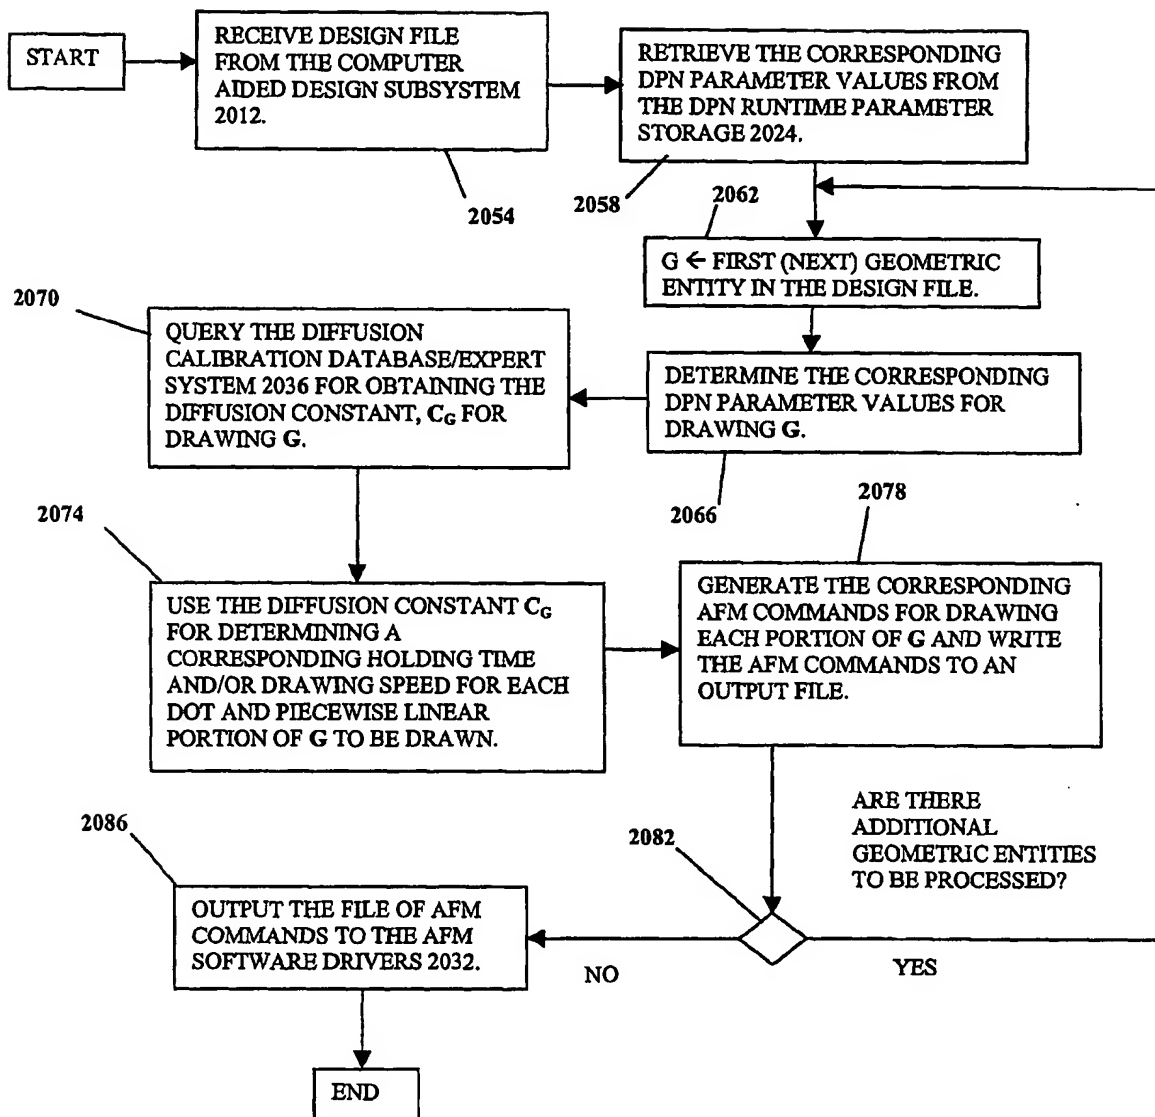 START
RECEIVE DESIGN FILE
FROM THE COMPUTER
AIDED DESIGN SUBSYSTEM
2012.
2054
RETRIEVE THE CORRESPONDING
DPN PARAMETER VALUES FROM
THE DPN RUNTIME PARAMETER
STORAGE 2024.
2058
2062
G ← FIRST (NEXT) GEOMETRIC
ENTITY IN THE DESIGN FILE.
DETERMINE THE CORRESPONDING
DPN PARAMETER VALUES FOR
DRAWING G.
2066
2070
QUERY THE DIFFUSION
CALIBRATION DATABASE/EXPERT
SYSTEM 2036 FOR OBTAINING THE
DIFFUSION CONSTANT, CG FOR
DRAWING G.
2074
USE THE DIFFUSION CONSTANT CG
FOR DETERMINING A
CORRESPONDING HOLDING TIME
AND/OR DRAWING SPEED FOR EACH
DOT AND PIECEWISE LINEAR
PORTION OF G TO BE DRAWN.
2078
GENERATE THE CORRESPONDING
AFM COMMANDS FOR DRAWING
EACH PORTION OF G AND WRITE
THE AFM COMMANDS TO AN
OUTPUT FILE.
ARE THERE
ADDITIONAL
GEOMETRIC ENTITIES
TO BE PROCESSED?
2082
NO
YES
2086
OUTPUT THE FILE OF AFM
COMMANDS TO THE AFM
SOFTWARE DRIVERS 2032.
END